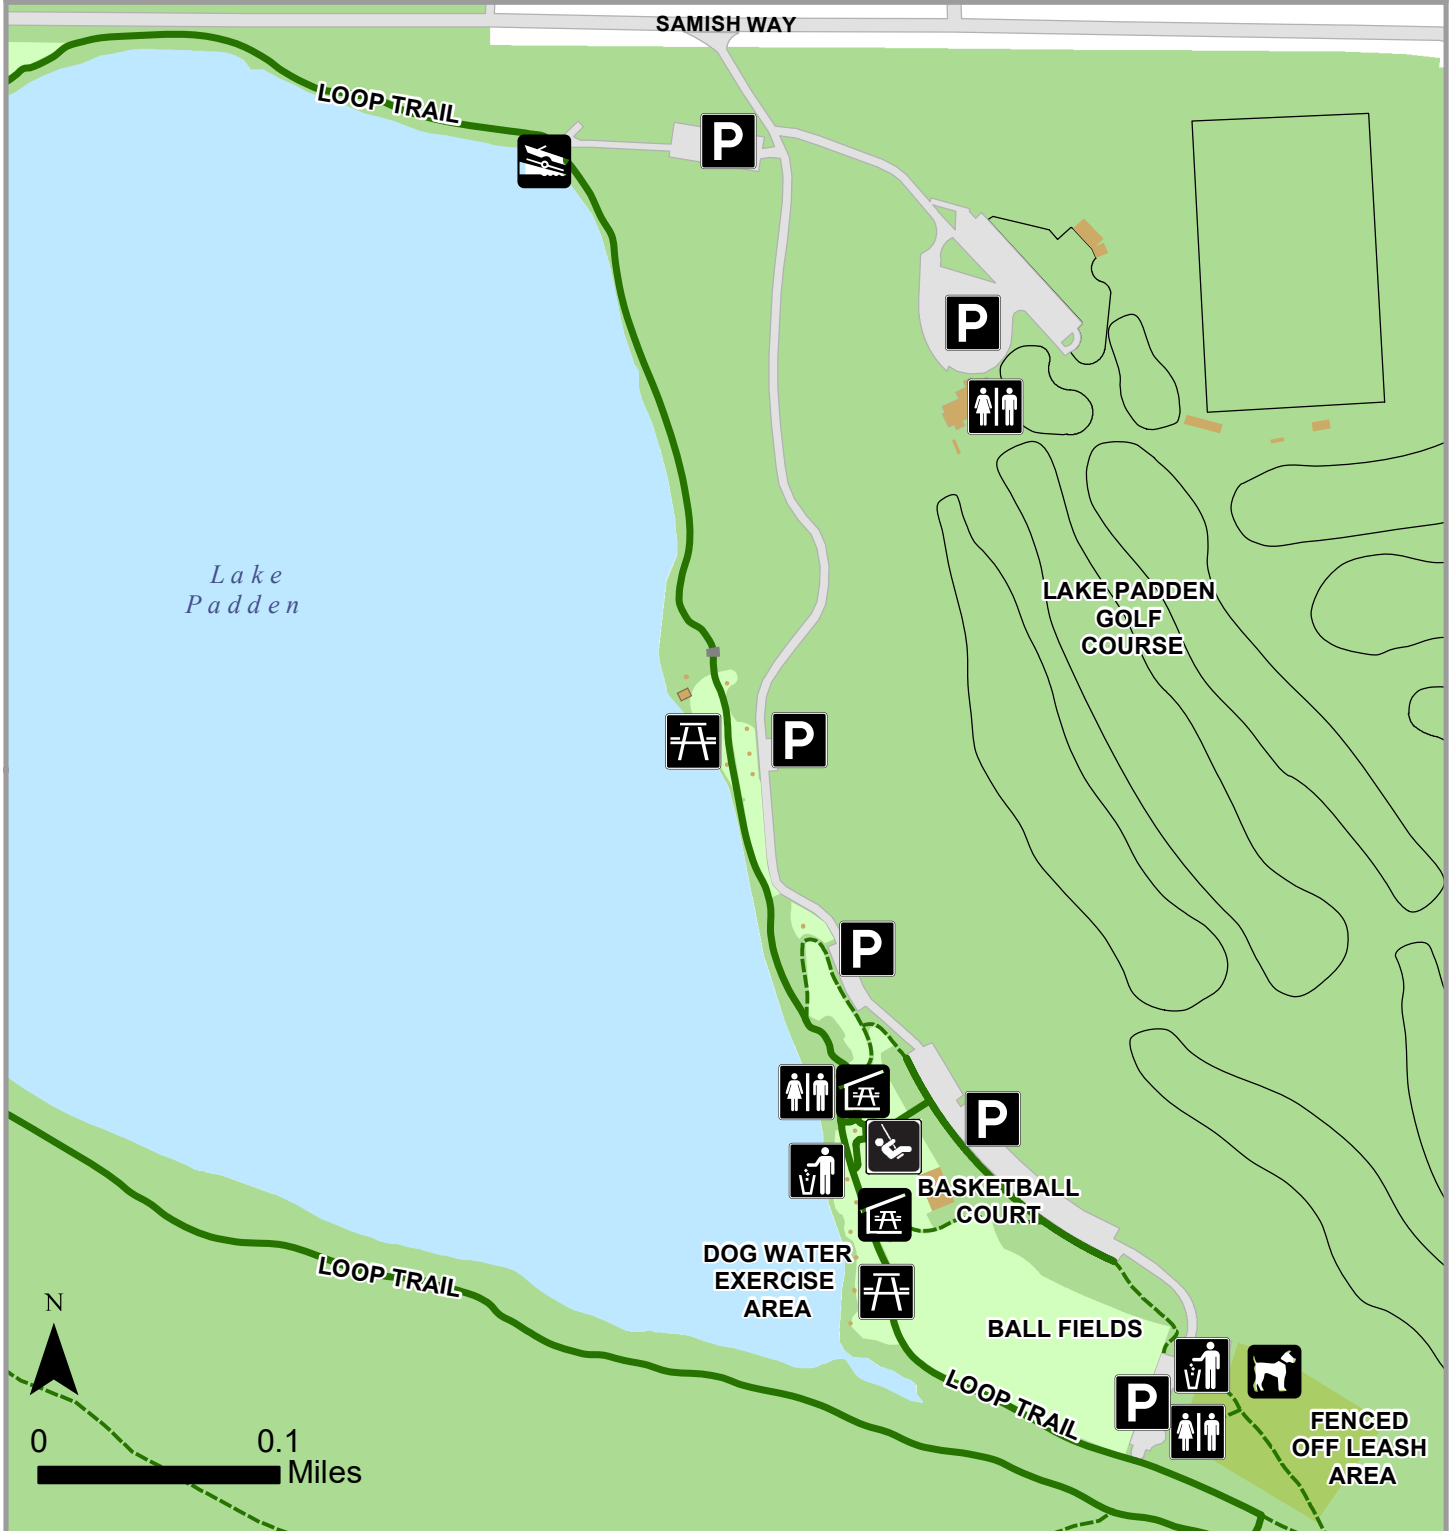 SAMISH WAY
LOOP TRAIL
P
P
Lake
Padden
LAKE PADDEN
GOLF
COURSE
P
P
P
BASKETBALL
COURT
DOG WATER
EXERCISE
AREA
LOOP TRAIL
N
BALL FIELDS
LOOP TRAIL
P
FENCED
OFF LEASH
AREA
0 0.1
Miles